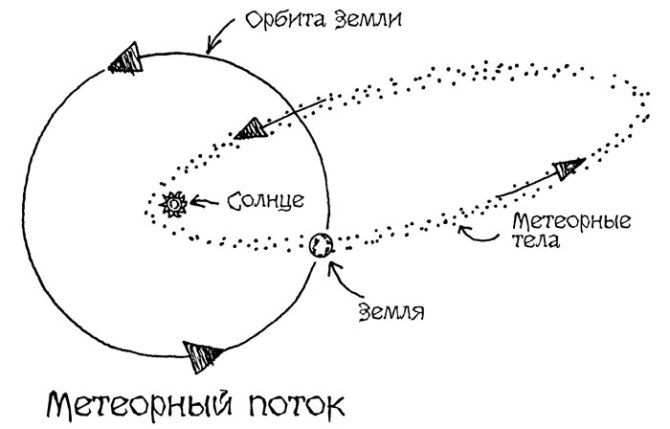 Орбита Земли
Солнце
Метеорные
тела
Земля
Метеорный поток